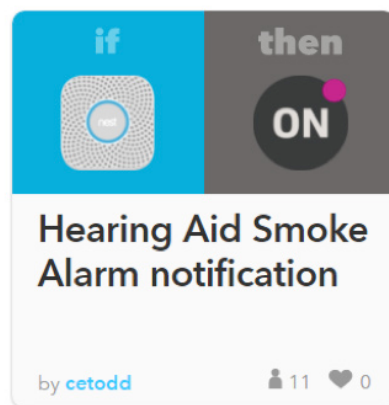 if then
nest ON
Hearing Aid Smoke
Alarm notification
by cetodd 11 0